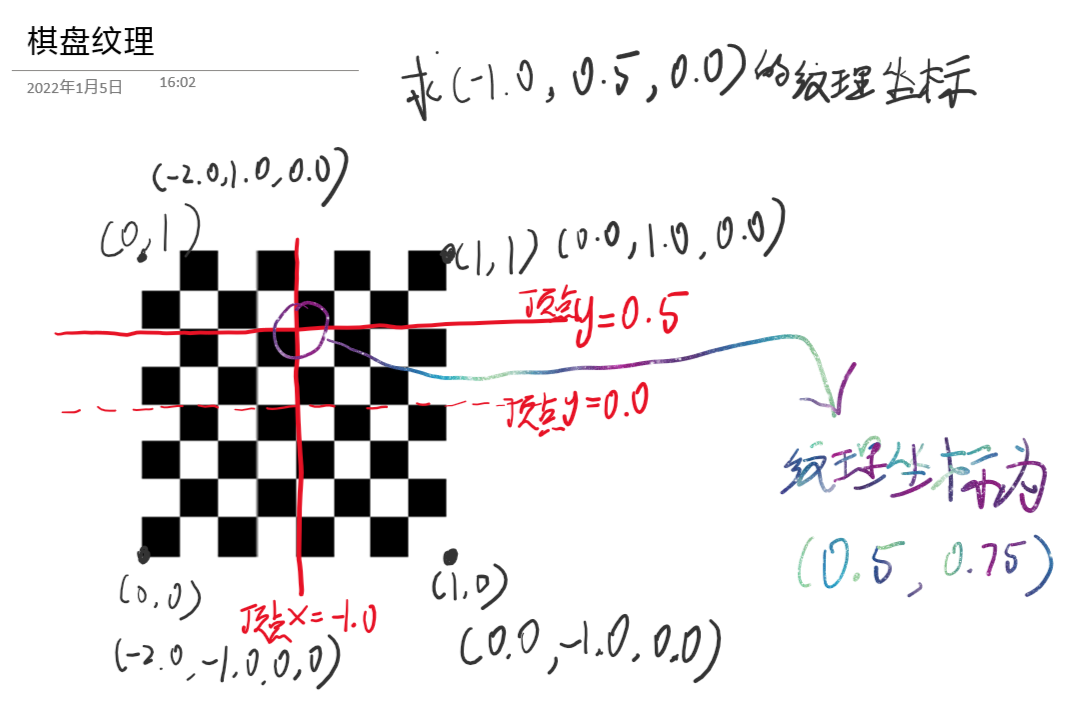 棋盘纹理
2022年1月5日 16:02
求(-1.0, 0.5, 0.0)的纹理坐标
(-2.0,1.0,0.0)
(0,1)
(1,1) (0.0,1.0,0.0)
顶点y=0.5
顶点y=0.0
纹理坐标为
(0.5, 0.75)
(0,0)
(1,0)
顶点x=-1.0
(-2.0,-1.0,0,0)
(0.0,-1.0,0.0)